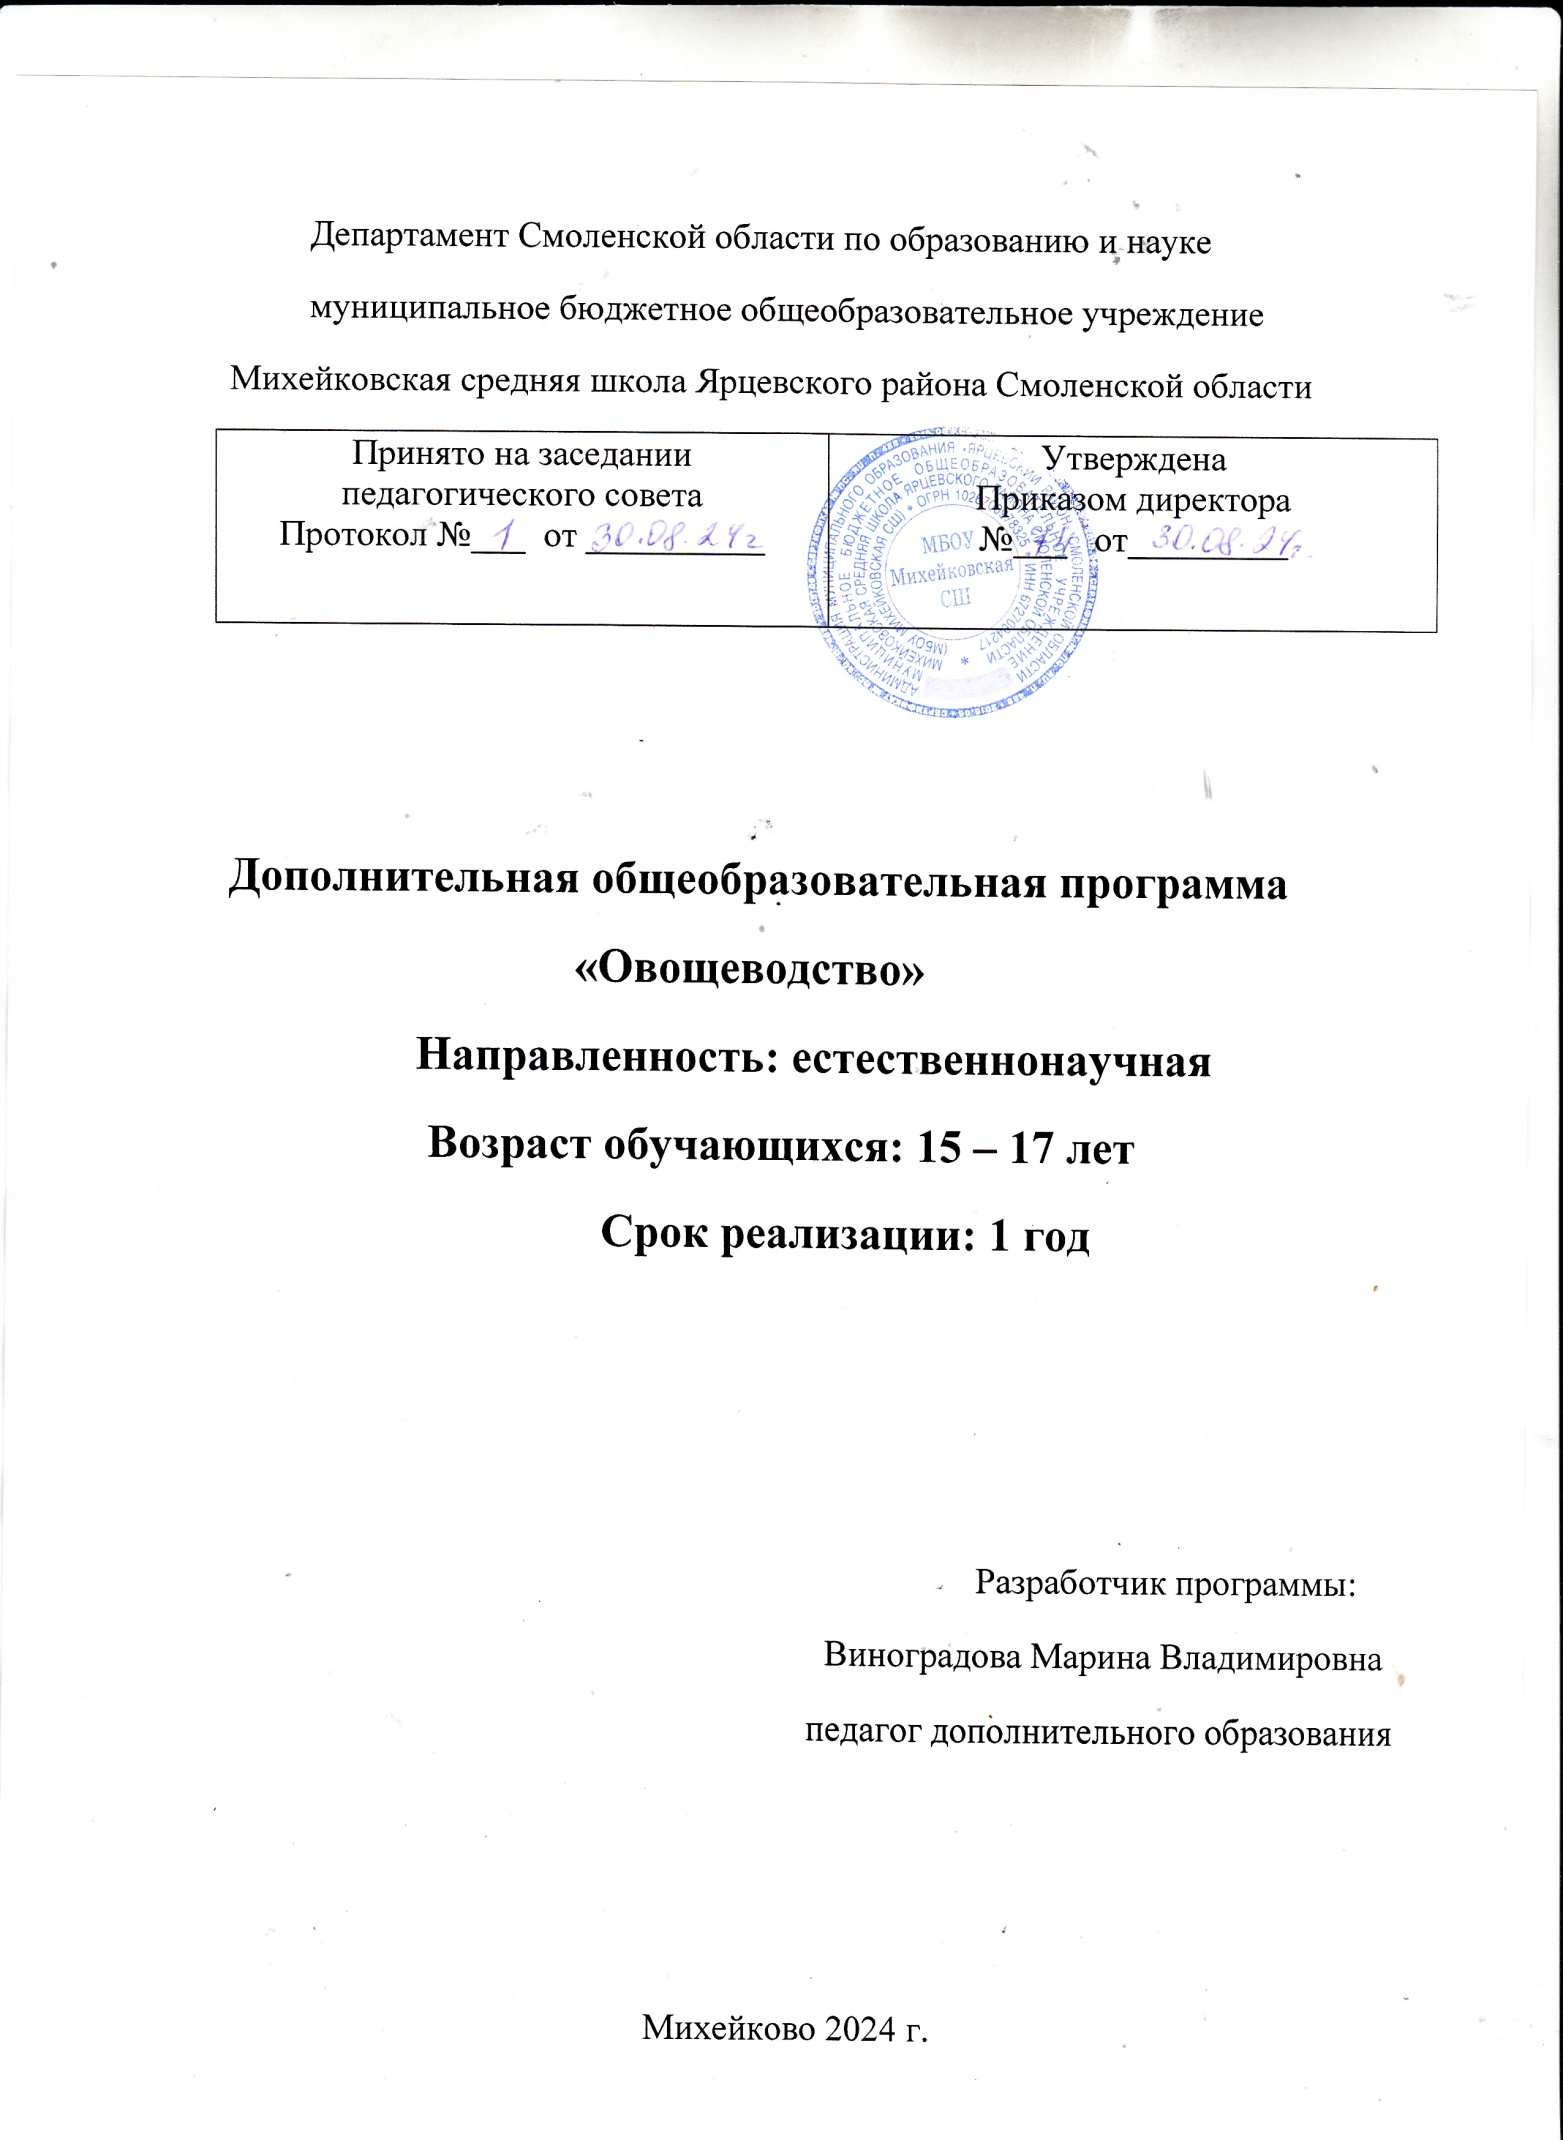 Департамент Смоленской области по образованию и науке
муниципальное бюджетное общеобразовательное учреждение
Михейковская средняя школа Ярцевского района Смоленской области
Принято на заседании
педагогического совета
Протокол №___ 1 от 30.08.24г
Утверждена
Приказом директора
№___ от 30.08.24г.
МБОУ
Михейковская
СШ
Дополнительная общеобразовательная программа
«Овощеводство»
Направленность: естественнонаучная
Возраст обучающихся: 15 – 17 лет
Срок реализации: 1 год
Разработчик программы:
Виноградова Марина Владимировна
педагог дополнительного образования
Михейково 2024 г.